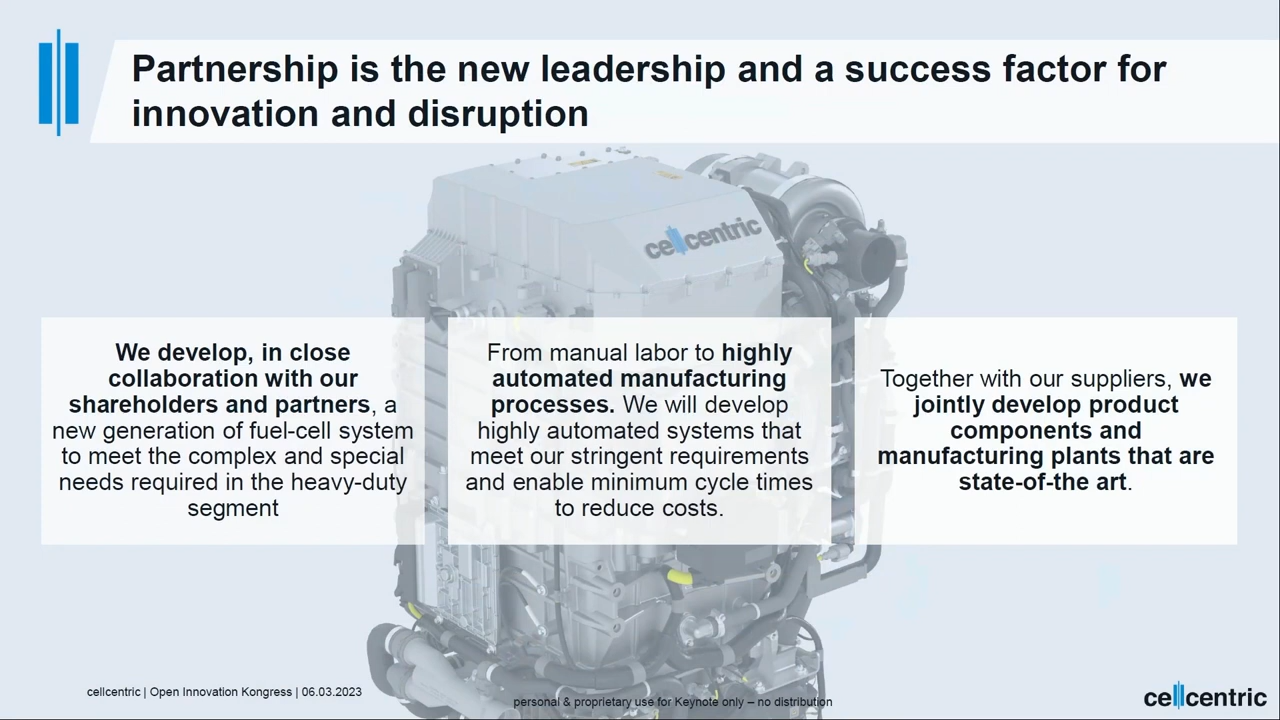 Partnership is the new leadership and a success factor for
innovation and disruption
cellcentric
We develop, in close
collaboration with our
shareholders and partners, a
new generation of fuel-cell system
to meet the complex and special
needs required in the heavy-duty
segment
From manual labor to highly
automated manufacturing
processes. We will develop
highly automated systems that
meet our stringent requirements
and enable minimum cycle times
to reduce costs.
Together with our suppliers, we
jointly develop product
components and
manufacturing plants that are
state-of-the art.
cellcentric | Open Innovation Kongress | 06.03.2023
personal & proprietary use for Keynote only – no distribution
cellcentric